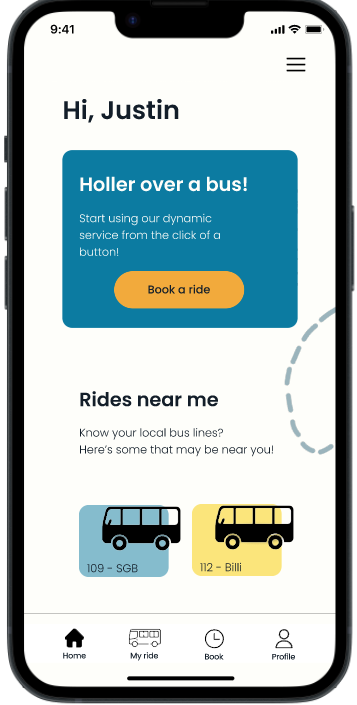 9:41
Hi, Justin
Holler over a bus!
Start using our dynamic
service from the click of a
button!
Book a ride
Rides near me
Know your local bus lines?
Here's some that may be near you!
109 - SGB
112 - Billi
Home
My ride
Book
Profile